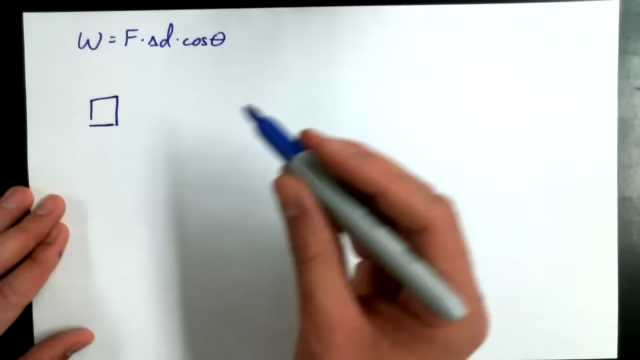 W = F · Δd · cosθ